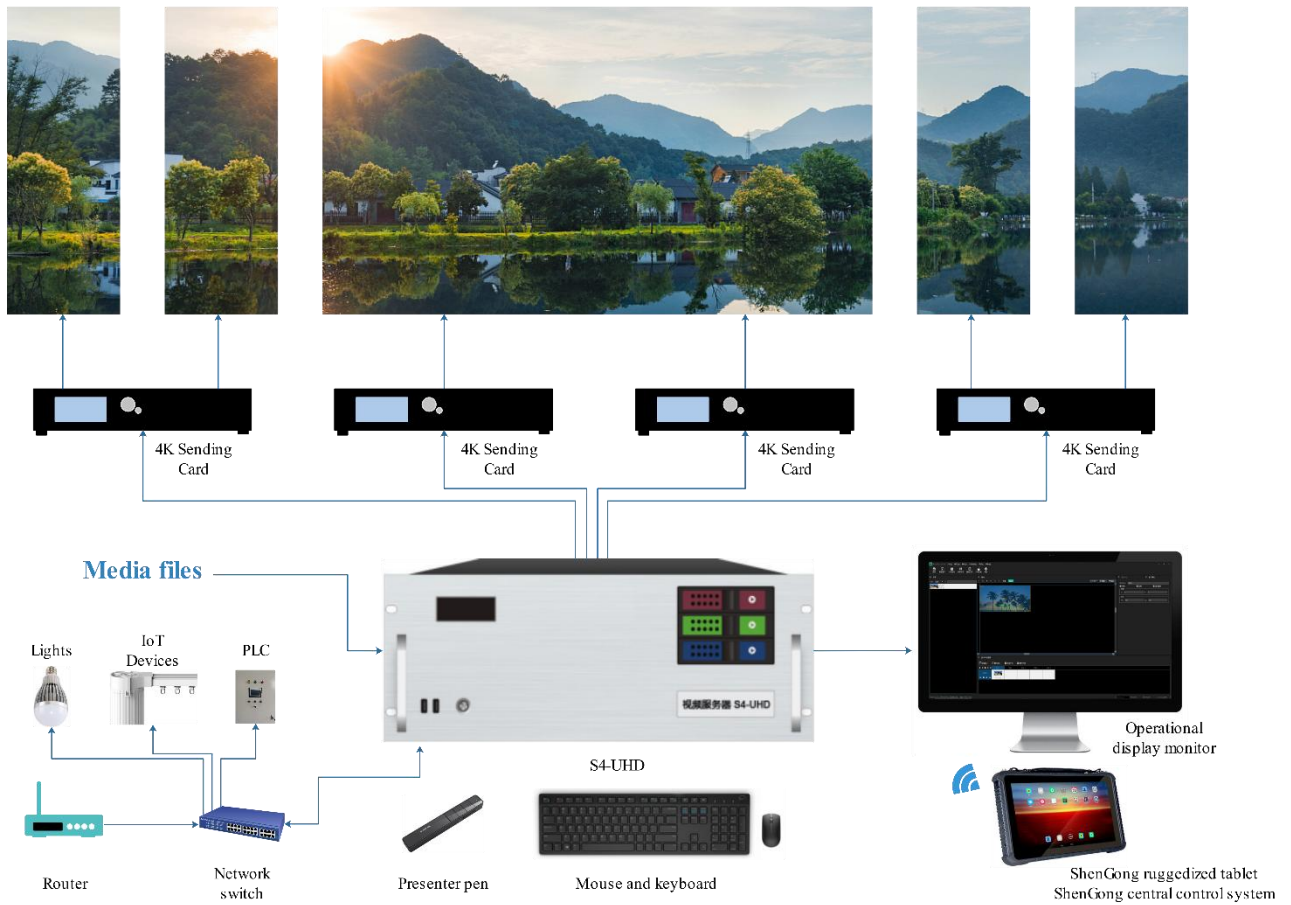 4K Sending
Card
4K Sending
Card
4K Sending
Card
4K Sending
Card
Media files
Lights
IoT
Devices
PLC
视频服务器 S4-UHD
Operational
display monitor
S4-UHD
Router
Network
switch
Presenter pen
Mouse and keyboard
ShenGong ruggedized tablet
ShenGong central control system